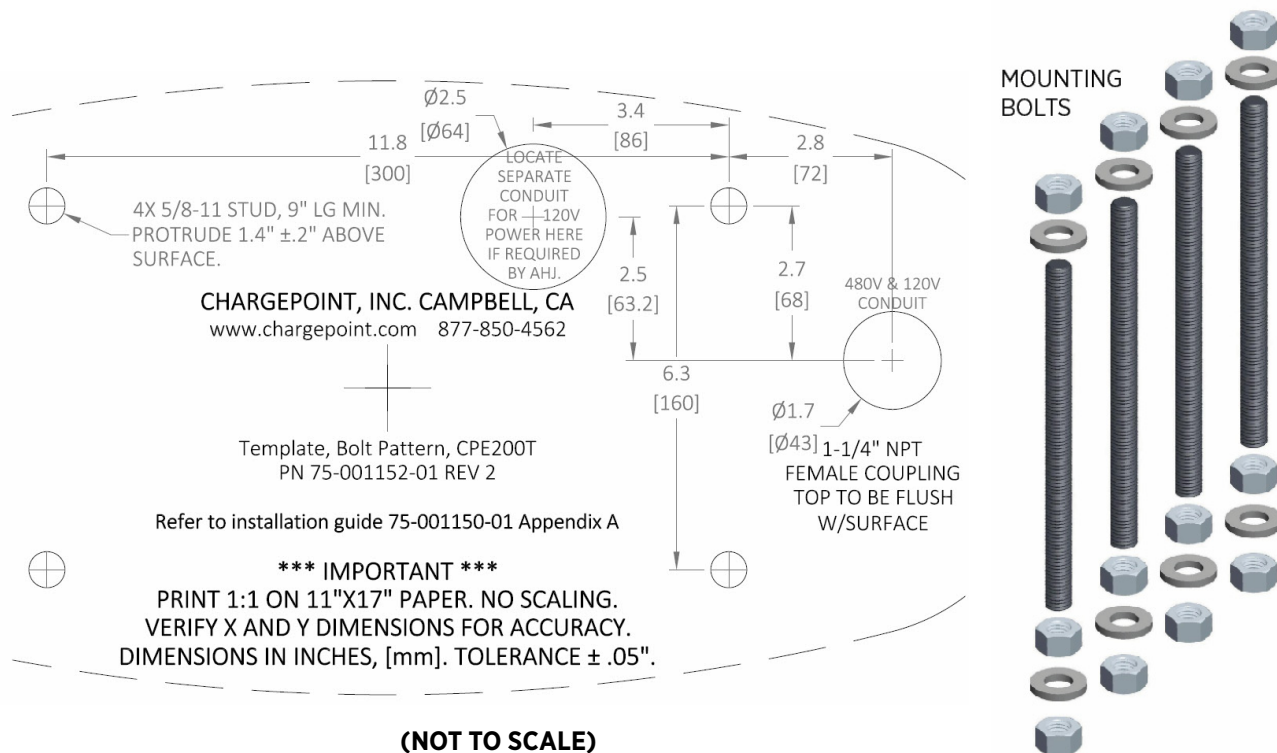 MOUNTING
BOLTS
Ø2.5
[Ø64]
3.4
[86]
11.8
[300]
2.8
[72]
LOCATE
SEPARATE
CONDUIT
FOR 120V
POWER HERE
IF REQUIRED
BY AHJ.
4X 5/8-11 STUD, 9" LG MIN.
PROTRUDE 1.4" ±.2" ABOVE
SURFACE.
2.5
[63.2]
2.7
[68]
480V & 120V
CONDUIT
CHARGEPOINT, INC. CAMPBELL, CA
www.chargepoint.com 877-850-4562
6.3
[160]
Ø1.7
[Ø43]
1-1/4" NPT
FEMALE COUPLING
TOP TO BE FLUSH
W/SURFACE
Template, Bolt Pattern, CPE200T
PN 75-001152-01 REV 2
Refer to installation guide 75-001150-01 Appendix A
*** IMPORTANT ***
PRINT 1:1 ON 11"X17" PAPER. NO SCALING.
VERIFY X AND Y DIMENSIONS FOR ACCURACY.
DIMENSIONS IN INCHES, [mm]. TOLERANCE ± .05".
(NOT TO SCALE)